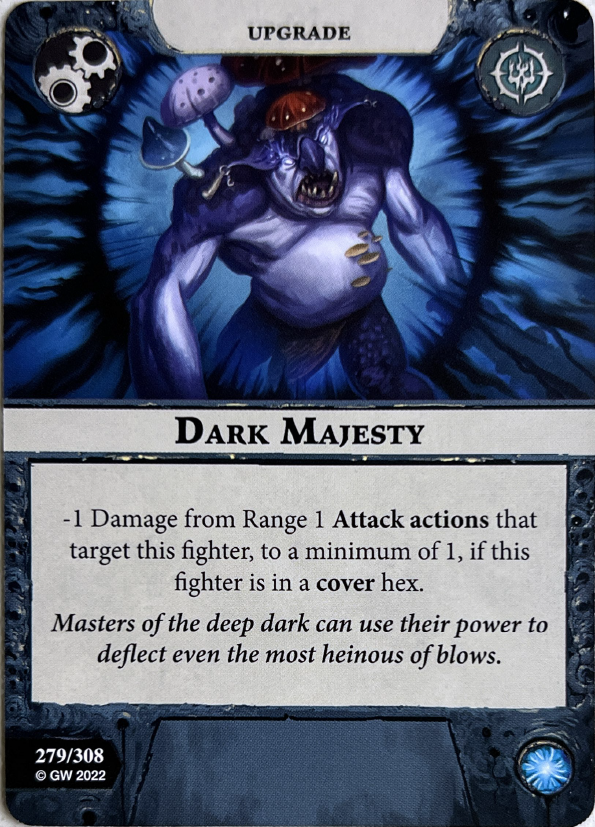 UPGRADE
DARK MAJESTY
-1 Damage from Range 1 Attack actions that
target this fighter, to a minimum of 1, if this
fighter is in a cover hex.
Masters of the deep dark can use their power to
deflect even the most heinous of blows.
279/308
© GW 2022